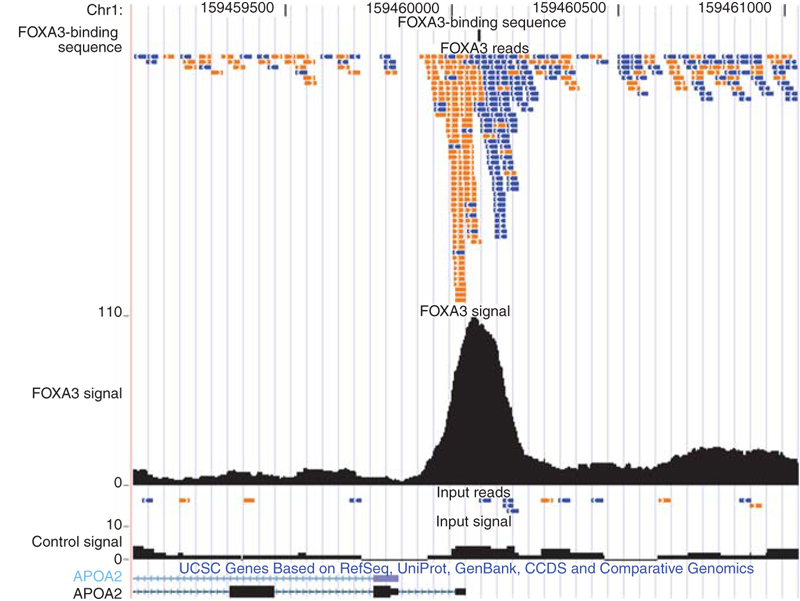 Chr1: 159459500 159460000 159460500 159461000
FOXA3-binding sequence
FOXA3-binding
sequence
FOXA3 reads
110
FOXA3 signal
FOXA3 signal
0
Input reads
10
Input signal
Control signal
0
UCSC Genes Based on RefSeq, UniProt, GenBank, CCDS and Comparative Genomics
APOA2
APOA2